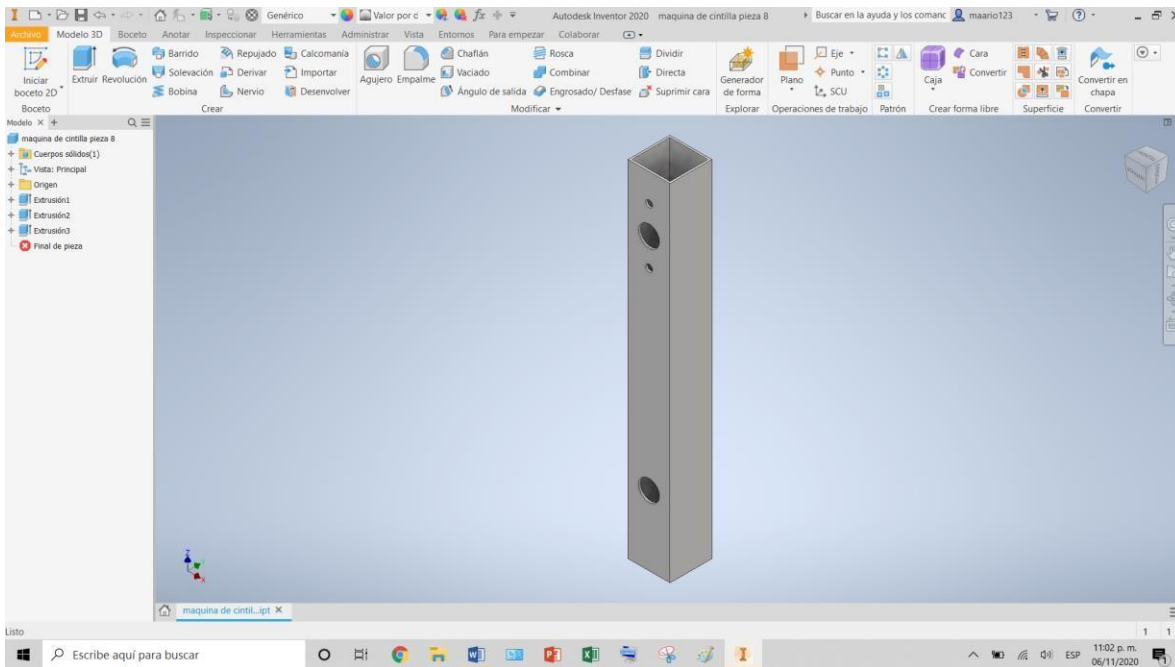 Genérico
Valor por d
Autodesk Inventor 2020 maquina de cintilla pieza 8
Buscar en la ayuda y los comanc
maario123
Archivo Modelo 3D Boceto Anotar Inspeccionar Herramientas Administrar Vista Entornos Para empezar Colaborar
Iniciar boceto 2D
Extruir Revolución
Barrido Repujado Calcomanía
Solevación Derivar Importar
Bobina Nervio Desenvolver
Agujero Empalme
Chaflán Rosca Dividir
Vaciado Combinar Directa
Ángulo de salida Engrosado/ Desfase Suprimir cara
Generador de forma
Plano
Eje
Punto
SCU
Caja
Cara
Convertir
Convertir en chapa
Boceto Crear Modificar Explorar Operaciones de trabajo Patrón Crear forma libre Superficie Convertir
Modelo
maquina de cintilla pieza 8
Cuerpos sólidos(1)
Vista: Principal
Origen
Extrusión1
Extrusión2
Extrusión3
Final de pieza
z
x
maquina de cintil...ipt
Listo
1 1
Escribe aquí para buscar
ESP
11:02 p. m.
06/11/2020